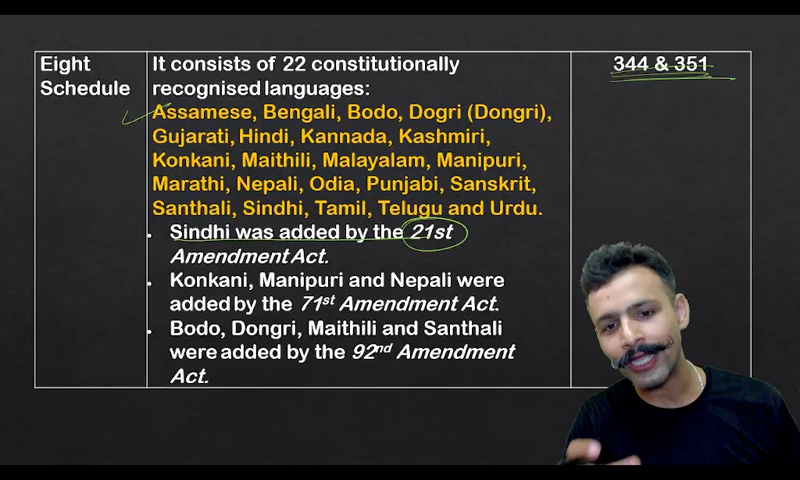 Eight
Schedule
It consists of 22 constitutionally
recognised languages:
Assamese, Bengali, Bodo, Dogri (Dongri),
Gujarati, Hindi, Kannada, Kashmiri,
Konkani, Maithili, Malayalam, Manipuri,
Marathi, Nepali, Odia, Punjabi, Sanskrit,
Santhali, Sindhi, Tamil, Telugu and Urdu.
• Sindhi was added by the 21st
Amendment Act.
• Konkani, Manipuri and Nepali were
added by the 71st Amendment Act.
• Bodo, Dongri, Maithili and Santhali
were added by the 92nd Amendment
Act.
344 & 351